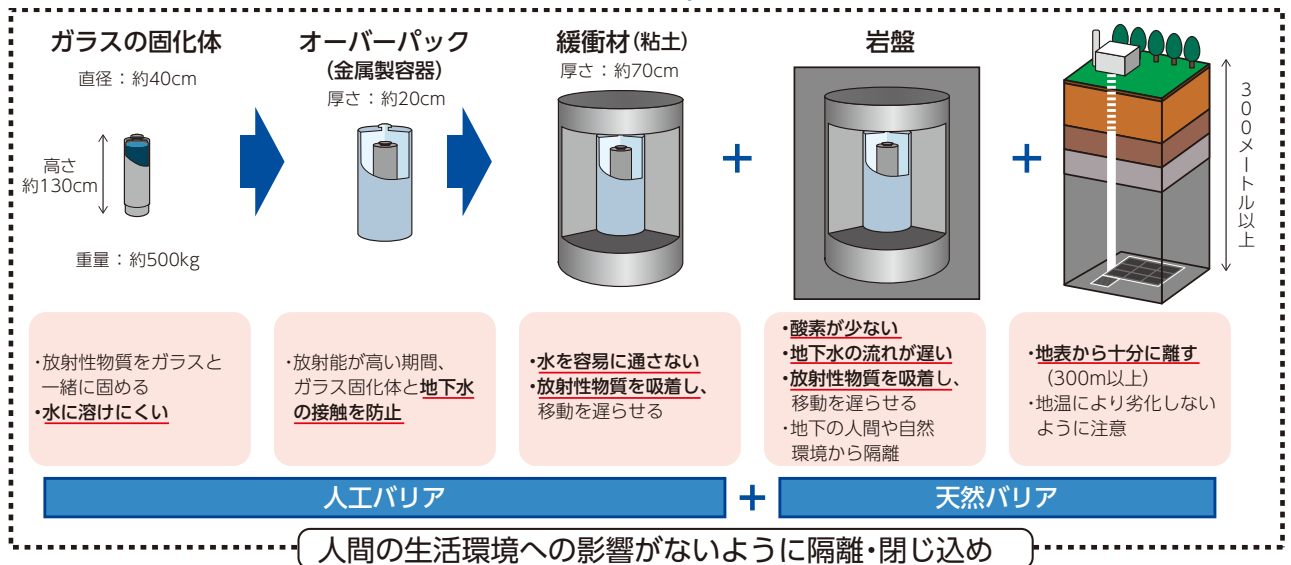 ガラスの固化体
直径：約40cm
高さ
約130cm
重量：約500kg
・放射性物質をガラスと
一緒に固める
・水に溶けにくい
オーバーパック
(金属製容器)
厚さ：約20cm
・放射能が高い期間、
ガラス固化体と地下水
の接触を防止
緩衝材(粘土)
厚さ：約70cm
・水を容易に通さない
・放射性物質を吸着し、
移動を遅らせる
+
岩盤
・酸素が少ない
・地下水の流れが遅い
・放射性物質を吸着し、
移動を遅らせる
・地下の人間や自然
環境から隔離
+
300メートル以上
・地表から十分に離す
(300m以上)
・地温により劣化しない
ように注意
人工バリア
+
天然バリア
人間の生活環境への影響がないように隔離・閉じ込め